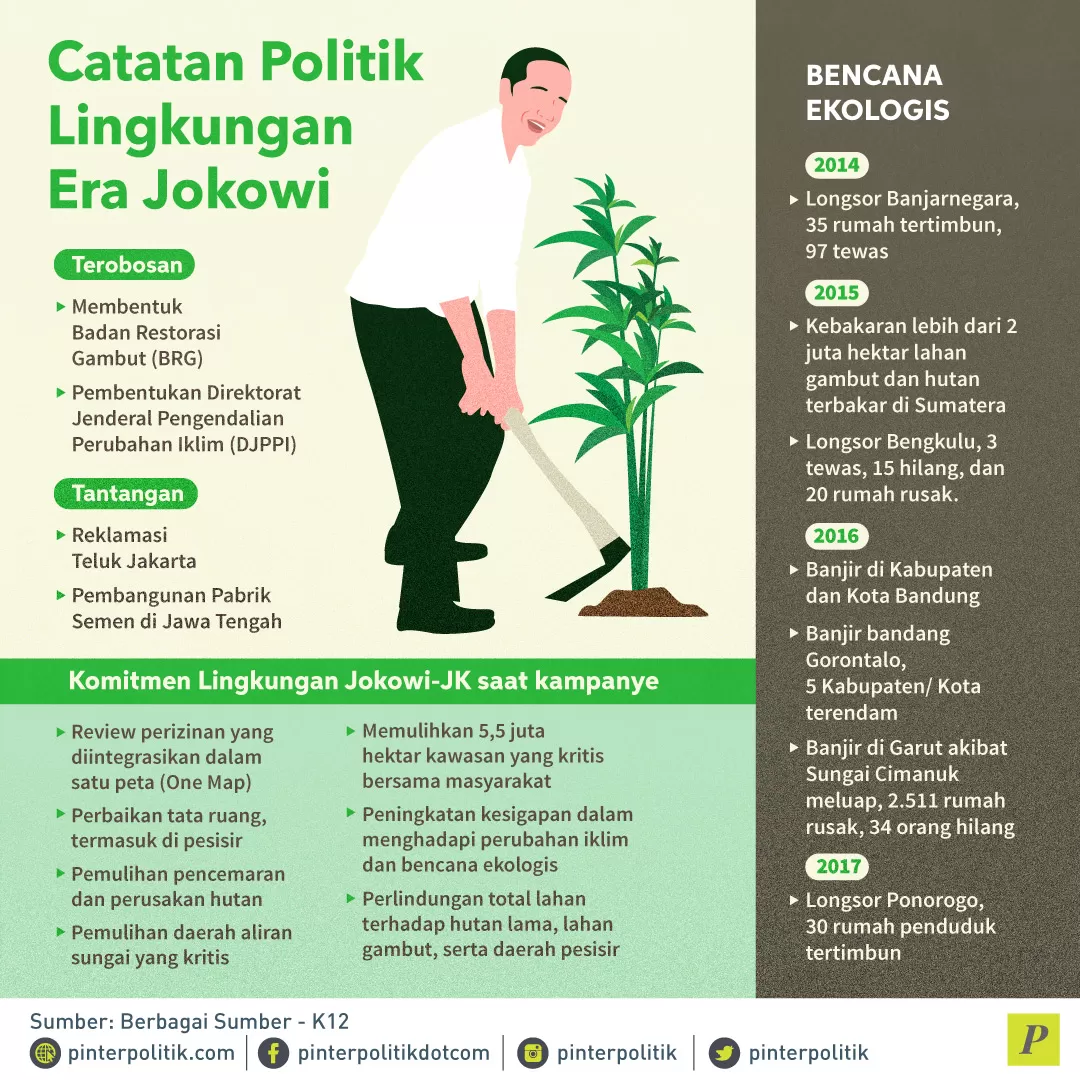 Catatan Politik
Lingkungan
Era Jokowi
Terobosan
Membentuk
Badan Restorasi
Gambut (BRG)
Pembentukan Direktorat
Jenderal Pengendalian
Perubahan Iklim (DJPPI)
Tantangan
Reklamasi
Teluk Jakarta
Pembangunan Pabrik
Semen di Jawa Tengah
Komitmen Lingkungan Jokowi-JK saat kampanye
Review perizinan yang
diintegrasikan dalam
satu peta (One Map)
Perbaikan tata ruang,
termasuk di pesisir
Pemulihan pencemaran
dan perusakan hutan
Pemulihan daerah aliran
sungai yang kritis
Memulihkan 5,5 juta
hektar kawasan yang kritis
bersama masyarakat
Peningkatan kesigapan dalam
menghadapi perubahan iklim
dan bencana ekologis
Perlindungan total lahan
terhadap hutan lama, lahan
gambut, serta daerah pesisir
BENCANA
EKOLOGIS
2014
Longsor Banjarnegara,
35 rumah tertimbun,
97 tewas
2015
Kebakaran lebih dari 2
juta hektar lahan
gambut dan hutan
terbakar di Sumatera
Longsor Bengkulu, 3
tewas, 15 hilang, dan
20 rumah rusak.
2016
Banjir di Kabupaten
dan Kota Bandung
Banjir bandang
Gorontalo,
5 Kabupaten/ Kota
terendam
Banjir di Garut akibat
Sungai Cimanuk
meluap, 2.511 rumah
rusak, 34 orang hilang
2017
Longsor Ponorogo,
30 rumah penduduk
tertimbun
Sumber: Berbagai Sumber - K12
pinterpolitik.com
pinterpolitikdotcom
pinterpolitik
pinterpolitik
P